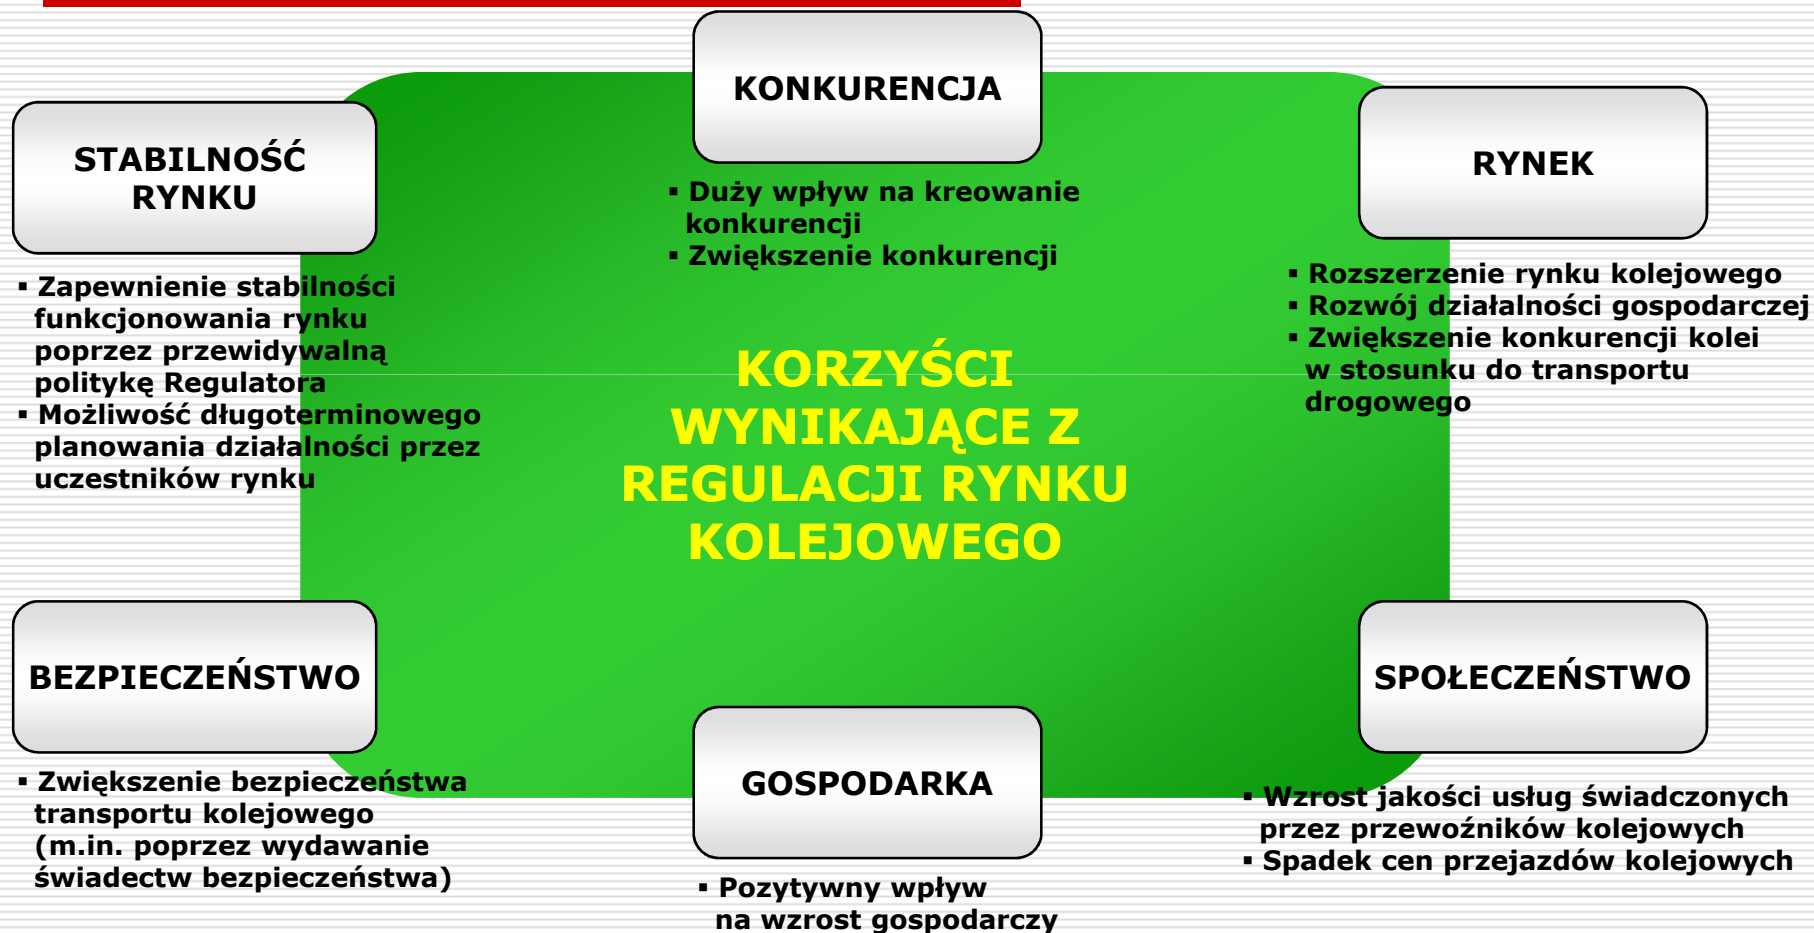 KONKURENCJA
▪ Duży wpływ na kreowanie
konkurencji
▪ Zwiększenie konkurencji
STABILNOŚĆ
RYNKU
▪ Zapewnienie stabilności
funkcjonowania rynku
poprzez przewidywalną
politykę Regulatora
▪ Możliwość długoterminowego
planowania działalności przez
uczestników rynku
RYNEK
▪ Rozszerzenie rynku kolejowego
▪ Rozwój działalności gospodarczej
▪ Zwiększenie konkurencji kolei
w stosunku do transportu
drogowego
KORZYŚCI
WYNIKAJĄCE Z
REGULACJI RYNKU
KOLEJOWEGO
BEZPIECZEŃSTWO
▪ Zwiększenie bezpieczeństwa
transportu kolejowego
(m.in. poprzez wydawanie
świadectw bezpieczeństwa)
GOSPODARKA
▪ Pozytywny wpływ
na wzrost gospodarczy
SPOŁECZEŃSTWO
▪ Wzrost jakości usług świadczonych
przez przewoźników kolejowych
▪ Spadek cen przejazdów kolejowych